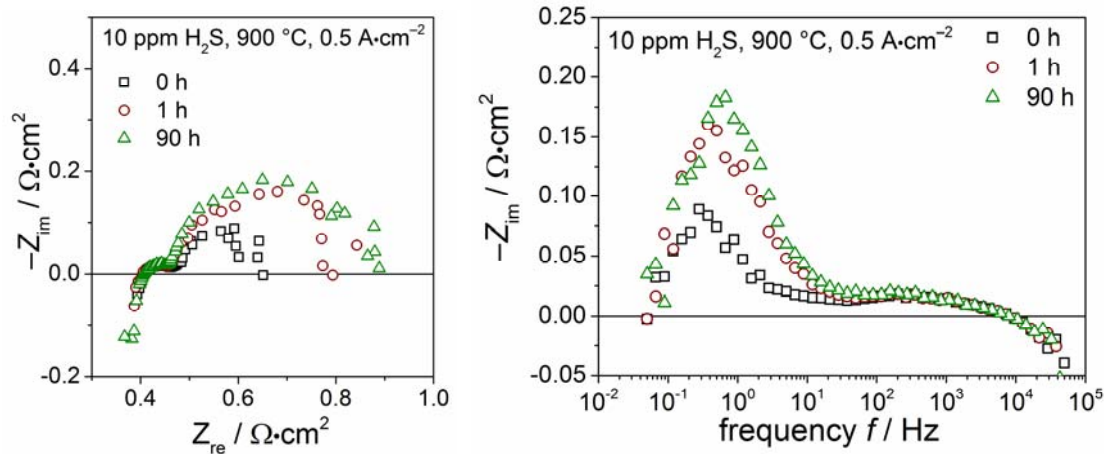 10 ppm H₂S, 900 °C, 0.5 A•cm⁻²
0 h
1 h
90 h
0.4
0.2
0.0
-0.2
0.4
0.6
0.8
1.0
−Z_im / Ω•cm²
Z_re / Ω•cm²
10 ppm H₂S, 900 °C, 0.5 A•cm⁻²
0 h
1 h
90 h
0.25
0.20
0.15
0.10
0.05
0.00
-0.05
10⁻²
10⁻¹
10⁰
10¹
10²
10³
10⁴
10⁵
−Z_im / Ω•cm²
frequency f / Hz